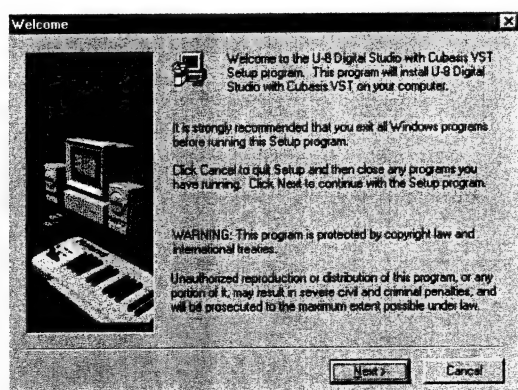 Welcome
Welcome to the U-8 Digital Studio with Cubasis VST
Setup program. This program will install U-8 Digital
Studio with Cubasis VST on your computer.
It is strongly recommended that you exit all Windows programs
before running this Setup program.
Click Cancel to quit Setup and then close any programs you
have running. Click Next to continue with the Setup program.
WARNING: This program is protected by copyright law and
international treaties.
Unauthorized reproduction or distribution of this program, or any
portion of it, may result in severe civil and criminal penalties, and
will be prosecuted to the maximum extent possible under law.
Next >
Cancel